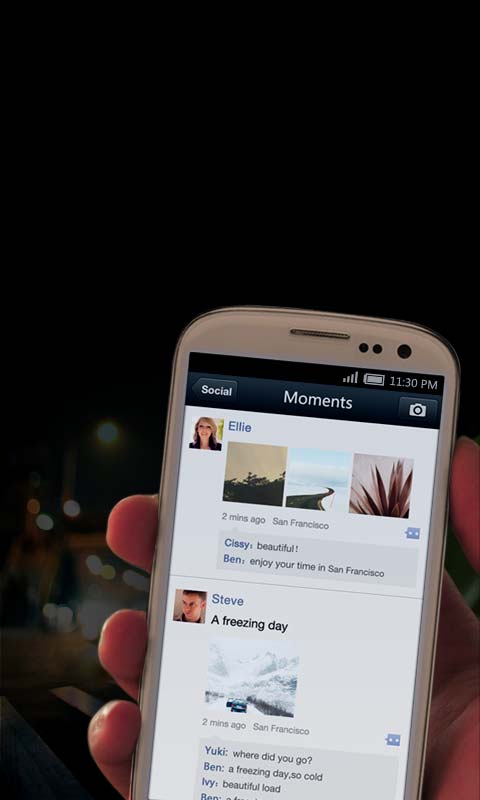 11:30 PM
Social
Moments
Ellie
2 mins ago San Francisco
Cissy: beautiful !
Ben: enjoy your time in San Francisco
Steve
A freezing day
2 mins ago San Francisco
Yuki: where did you go?
Ben: a freezing day,so cold
Ivy: beautiful load